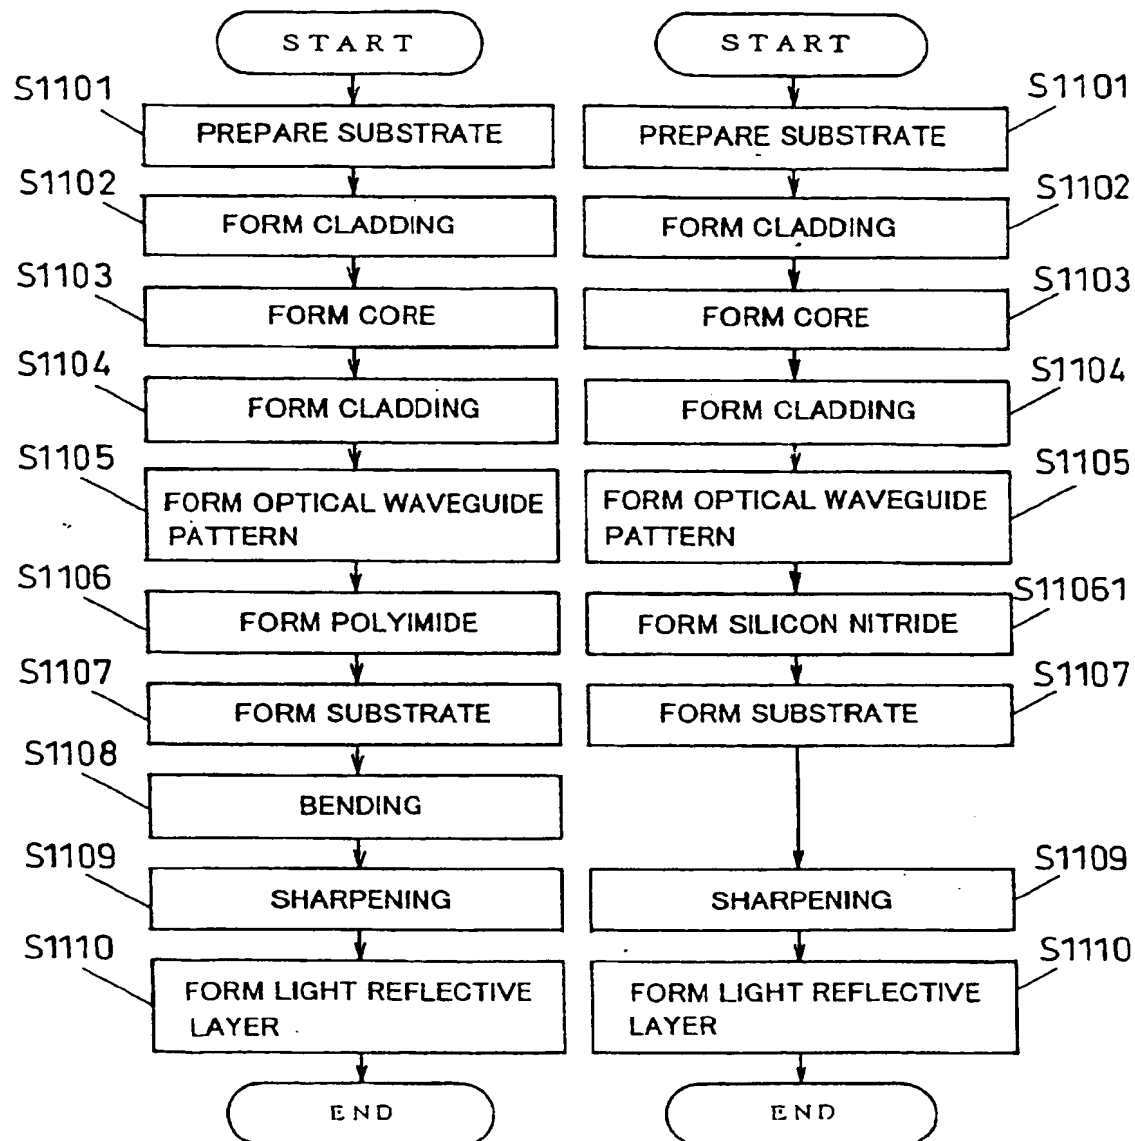 START
S1101
PREPARE SUBSTRATE
S1102
FORM CLADDING
S1103
FORM CORE
S1104
FORM CLADDING
S1105
FORM OPTICAL WAVEGUIDE
PATTERN
S1106
FORM POLYIMIDE
S1107
FORM SUBSTRATE
S1108
BENDING
S1109
SHARPENING
S1110
FORM LIGHT REFLECTIVE
LAYER
END
START
S1101
PREPARE SUBSTRATE
S1102
FORM CLADDING
S1103
FORM CORE
S1104
FORM CLADDING
S1105
FORM OPTICAL WAVEGUIDE
PATTERN
S11061
FORM SILICON NITRIDE
S1107
FORM SUBSTRATE
S1109
SHARPENING
S1110
FORM LIGHT REFLECTIVE
LAYER
END